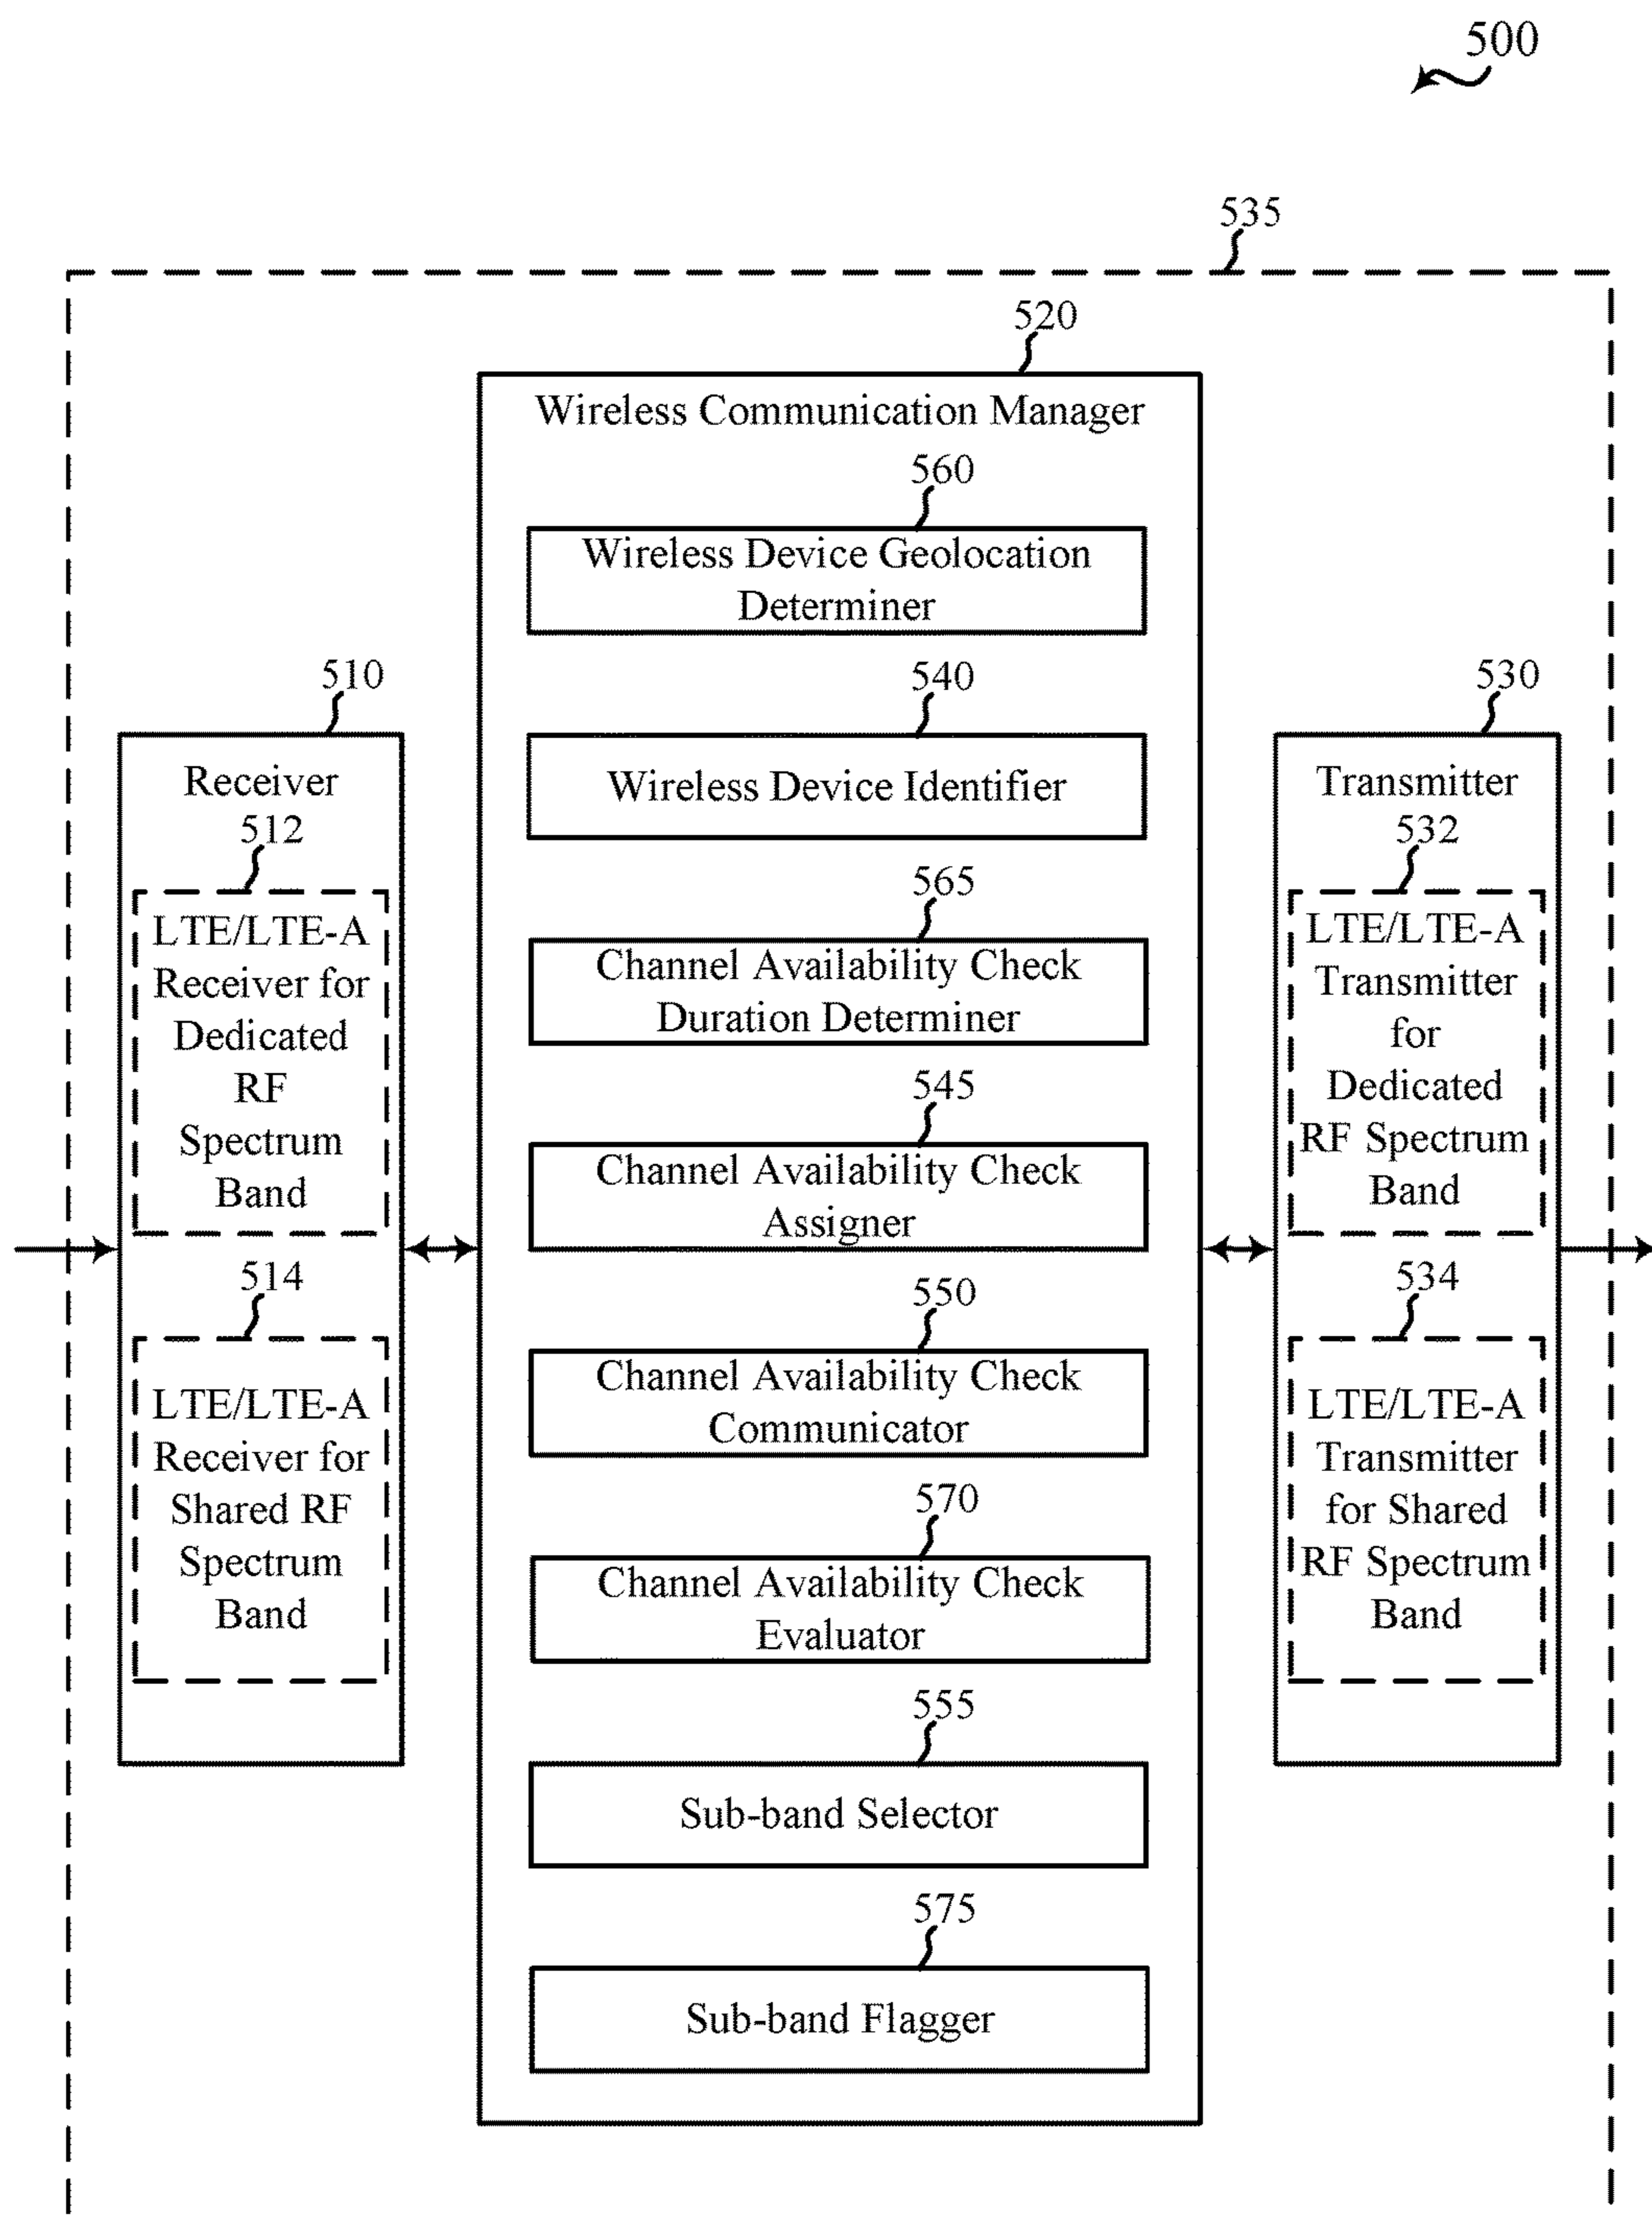 500
535
520
Wireless Communication Manager
560
Wireless Device Geolocation
Determiner
540
Wireless Device Identifier
565
Channel Availability Check
Duration Determiner
545
Channel Availability Check
Assigner
550
Channel Availability Check
Communicator
570
Channel Availability Check
Evaluator
555
Sub-band Selector
575
Sub-band Flagger
510
Receiver
512
LTE/LTE-A
Receiver for
Dedicated
RF
Spectrum
Band
514
LTE/LTE-A
Receiver for
Shared RF
Spectrum
Band
530
Transmitter
532
LTE/LTE-A
Transmitter
for
Dedicated
RF Spectrum
Band
534
LTE/LTE-A
Transmitter
for Shared
RF Spectrum
Band